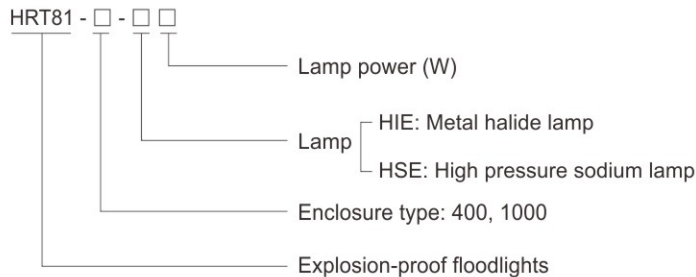 HRT81 - □ - □ □
Lamp power (W)
Lamp
HIE: Metal halide lamp
HSE: High pressure sodium lamp
Enclosure type: 400, 1000
Explosion-proof floodlights